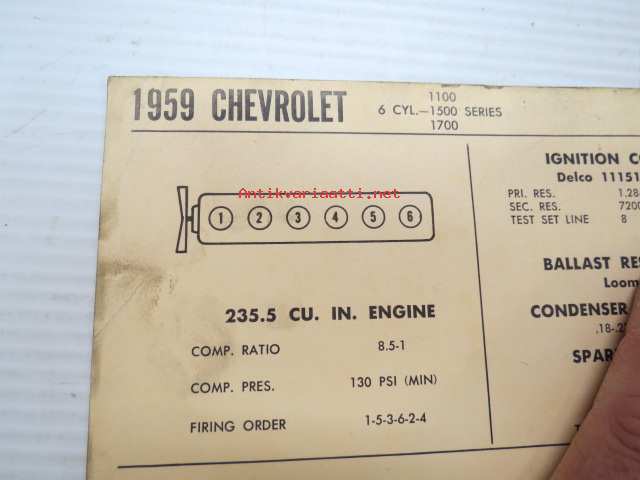 1959 CHEVROLET 6 CYL.—1500 SERIES
1100
1700
Antikvariaatti.net
1 2 3 4 5 6
235.5 CU. IN. ENGINE
COMP. RATIO 8.5-1
COMP. PRES. 130 PSI (MIN)
FIRING ORDER 1-5-3-6-2-4
IGNITION
Delco
PRI. RES.
SEC. RES.
TEST SET LINE 8
BALLAST
CONDENSER